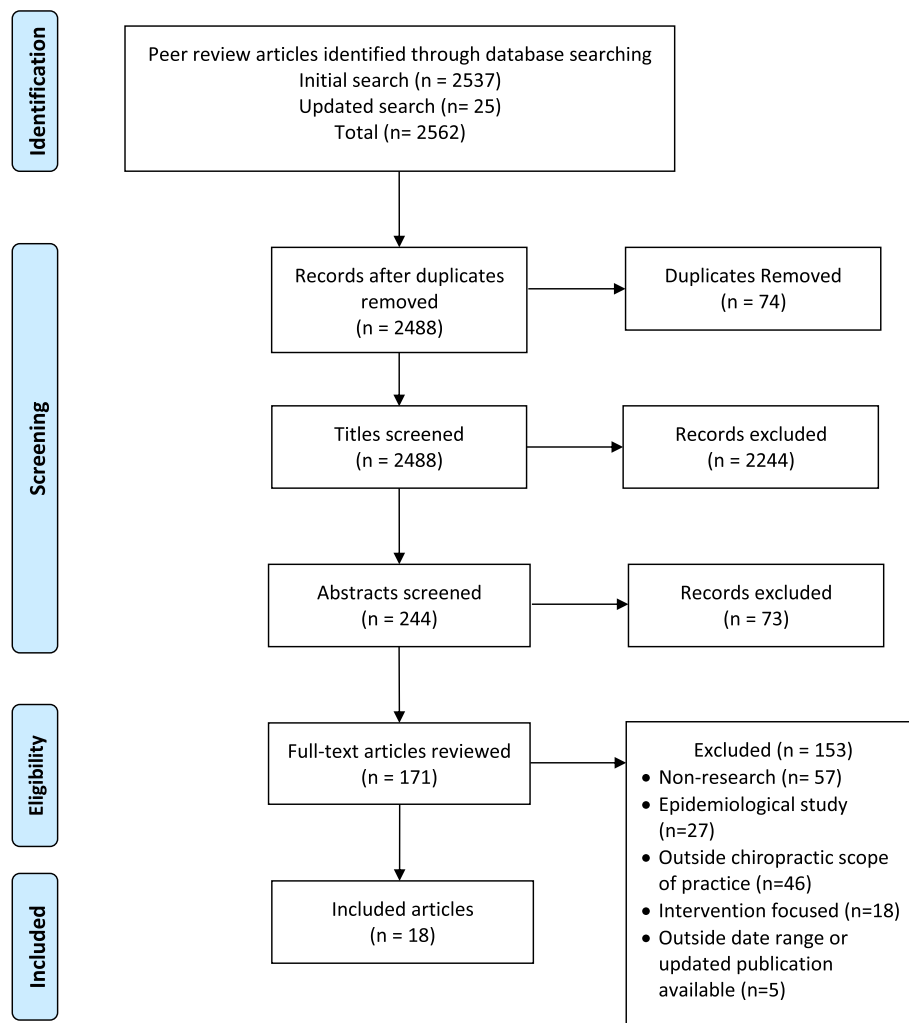 Identification
Peer review articles identified through database searching
Initial search (n = 2537)
Updated search (n= 25)
Total (n= 2562)
Screening
Records after duplicates
removed
(n = 2488)
Duplicates Removed
(n = 74)
Titles screened
(n = 2488)
Records excluded
(n = 2244)
Abstracts screened
(n = 244)
Records excluded
(n = 73)
Eligibility
Full-text articles reviewed
(n = 171)
Excluded (n = 153)
• Non-research (n= 57)
• Epidemiological study
(n=27)
• Outside chiropractic scope
of practice (n=46)
• Intervention focused (n=18)
• Outside date range or
updated publication
available (n=5)
Included
Included articles
(n = 18)